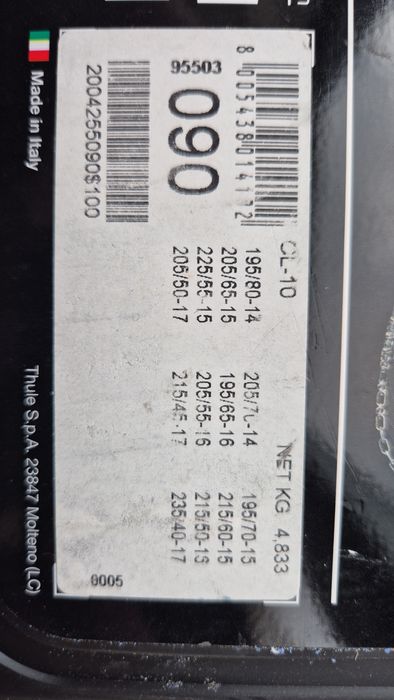 8 005438 014172
95503
090
2004255090$100
CL-10 NET KG 4,833
195/80-14 205/70-14 195/70-15
205/65-15 195/65-16 215/60-15
225/55-15 205/55-16 215/50-16
205/50-17 215/45-17 235/40-17
0005
Made in Italy Thule S.p.A. 23847 Molteno (LC)